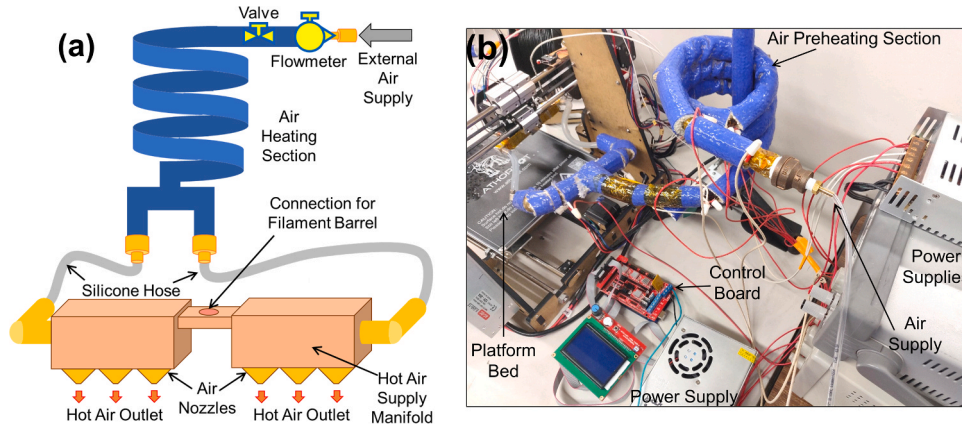 (a)
Valve
Flowmeter
External
Air
Supply
Air
Heating
Section
Connection for
Filament Barrel
Silicone Hose
Air
Nozzles
Hot Air
Supply
Manifold
Hot Air Outlet
Hot Air Outlet
(b)
Air Preheating Section
Control
Board
Power
Supplie
Air
Supply
Platform
Bed
Power Supply